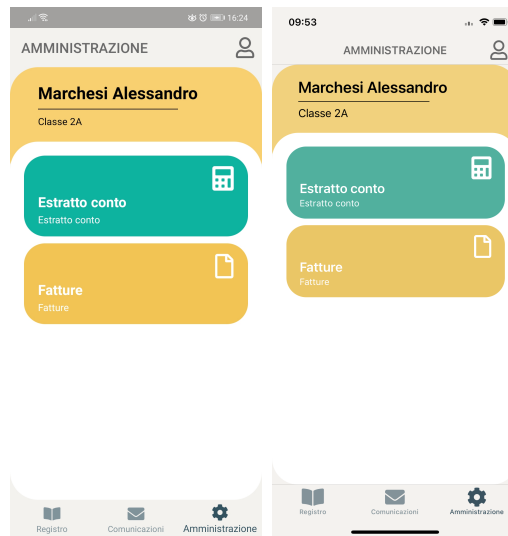 16:24
AMMINISTRAZIONE
Marchesi Alessandro
Classe 2A
Estratto conto
Estratto conto
Fatture
Fatture
Registro
Comunicazioni
Amministrazione
09:53
AMMINISTRAZIONE
Marchesi Alessandro
Classe 2A
Estratto conto
Estratto conto
Fatture
Fatture
Registro
Comunicazioni
Amministrazione